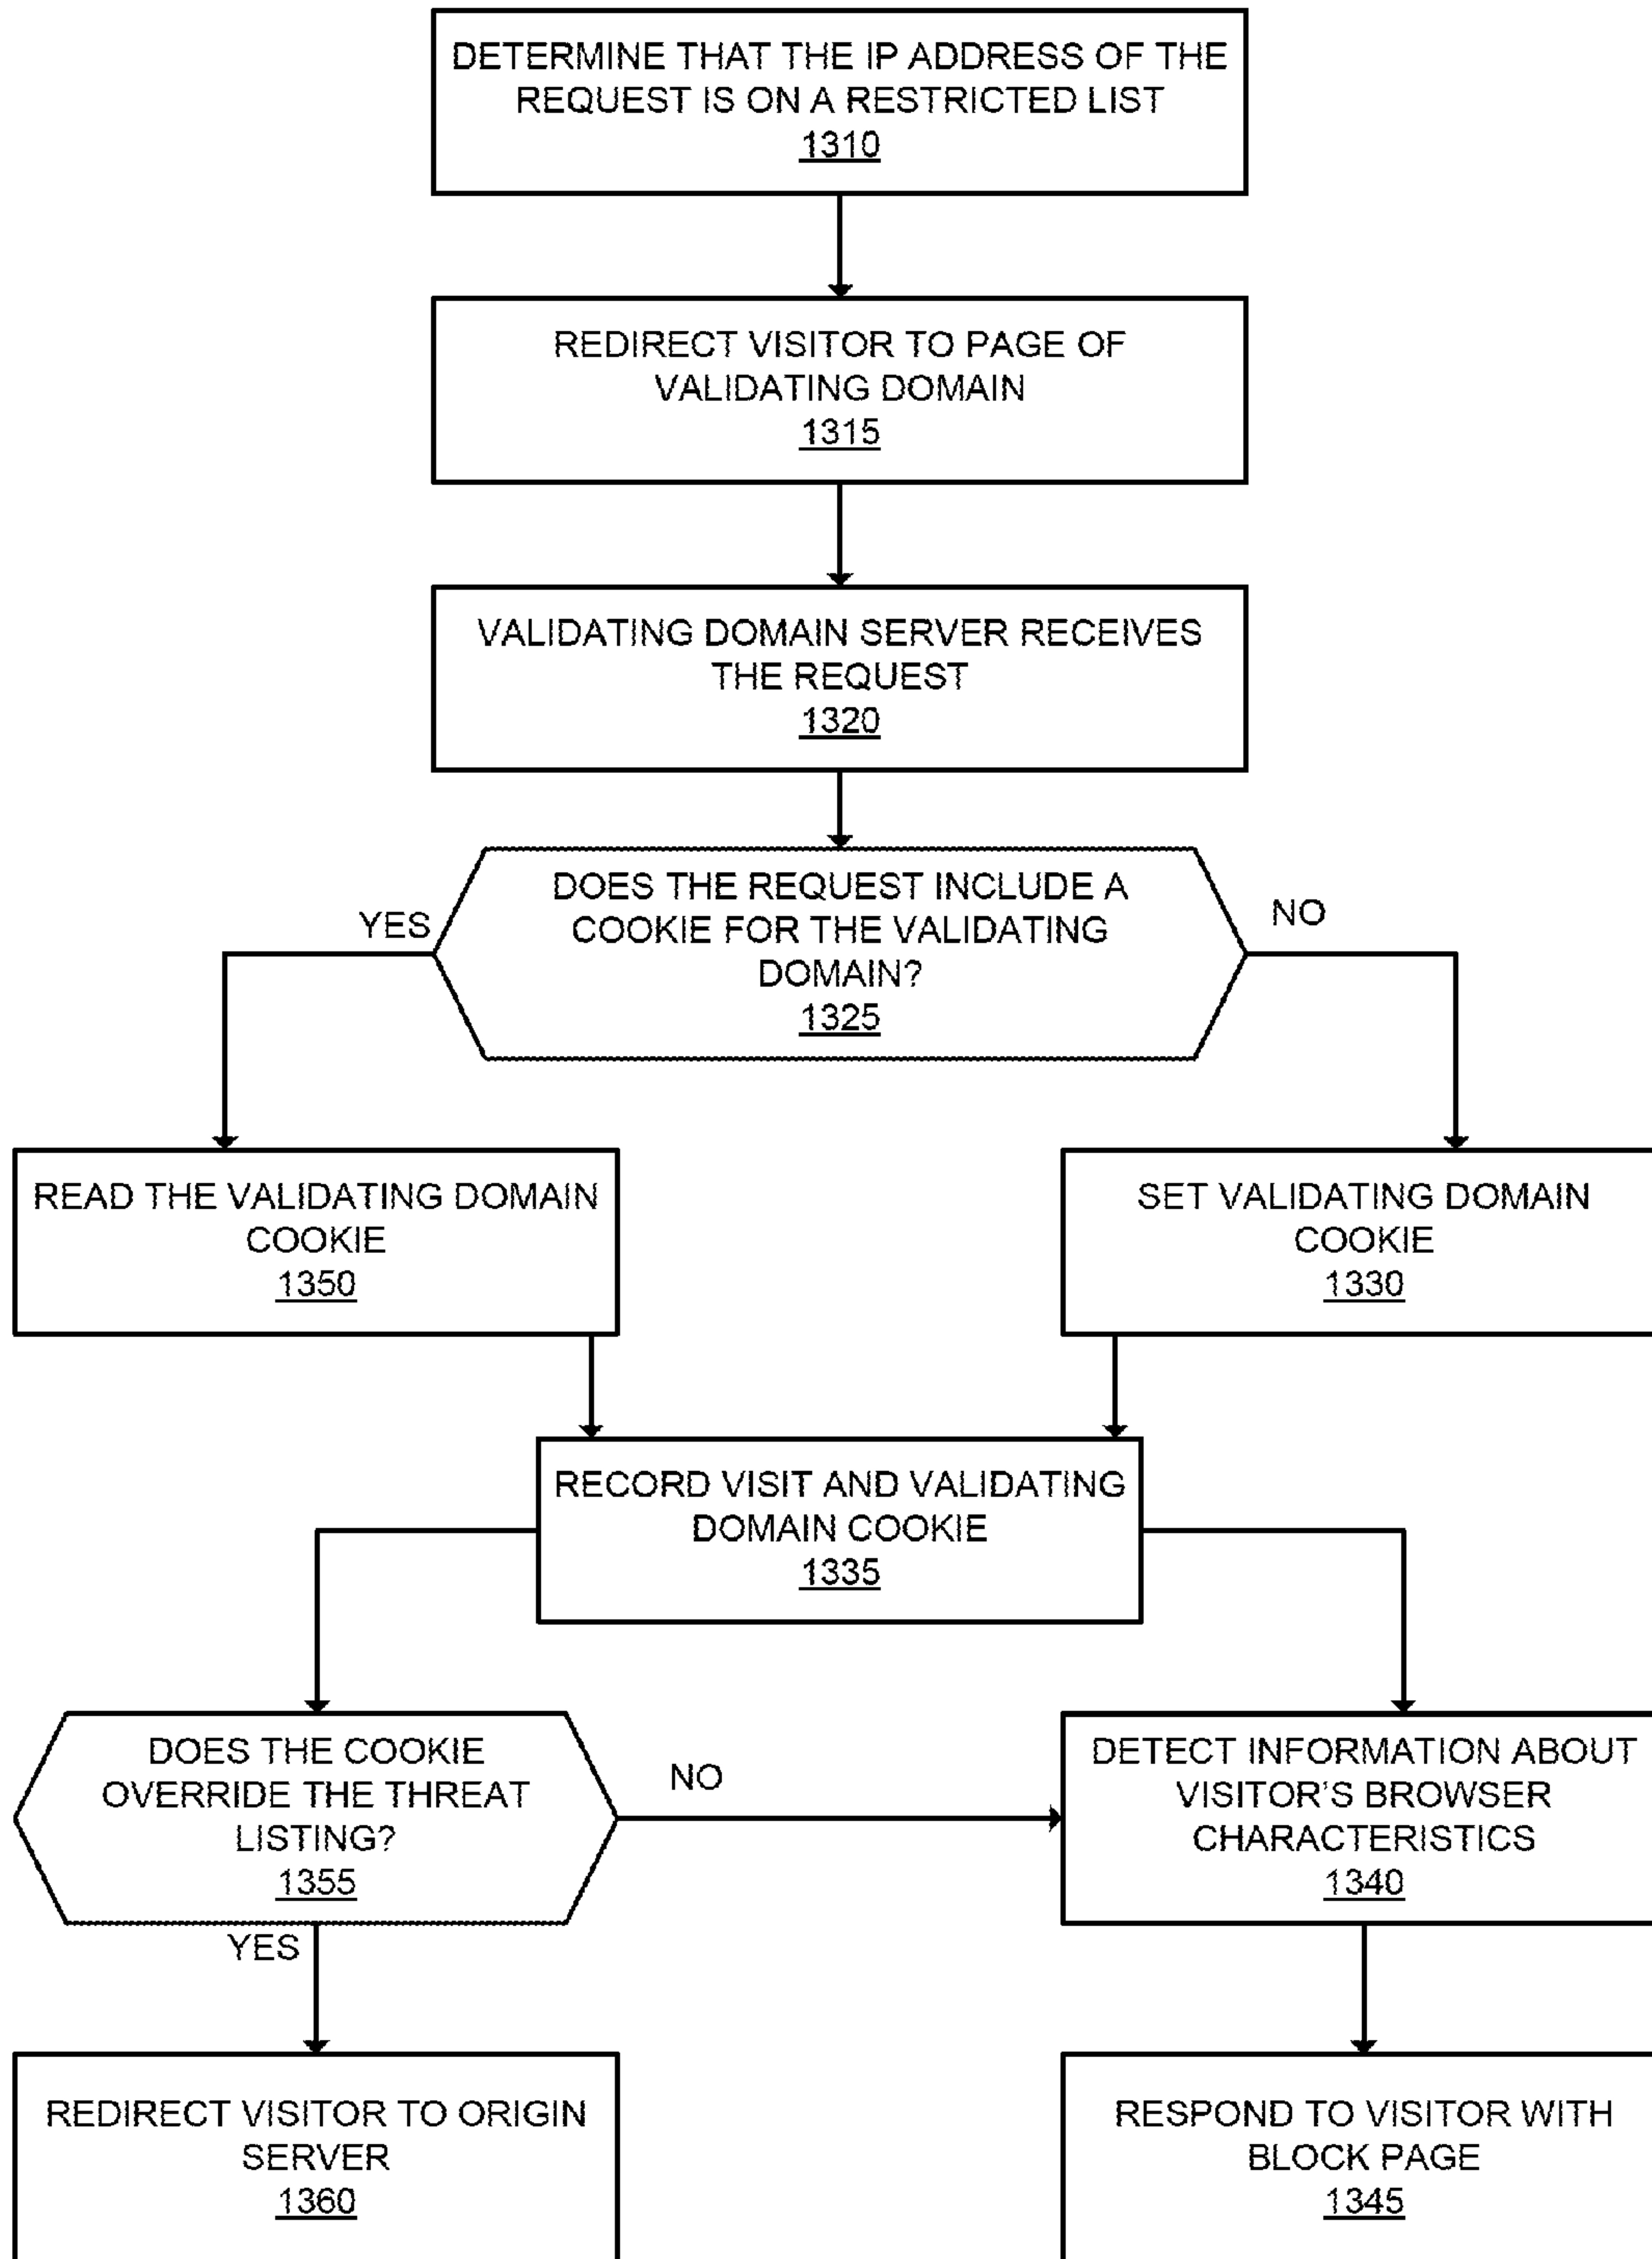 DETERMINE THAT THE IP ADDRESS OF THE
REQUEST IS ON A RESTRICTED LIST
1310
REDIRECT VISITOR TO PAGE OF
VALIDATING DOMAIN
1315
VALIDATING DOMAIN SERVER RECEIVES
THE REQUEST
1320
DOES THE REQUEST INCLUDE A
COOKIE FOR THE VALIDATING
DOMAIN?
1325
YES
NO
READ THE VALIDATING DOMAIN
COOKIE
1350
SET VALIDATING DOMAIN
COOKIE
1330
RECORD VISIT AND VALIDATING
DOMAIN COOKIE
1335
DOES THE COOKIE
OVERRIDE THE THREAT
LISTING?
1355
NO
YES
DETECT INFORMATION ABOUT
VISITOR'S BROWSER
CHARACTERISTICS
1340
REDIRECT VISITOR TO ORIGIN
SERVER
1360
RESPOND TO VISITOR WITH
BLOCK PAGE
1345